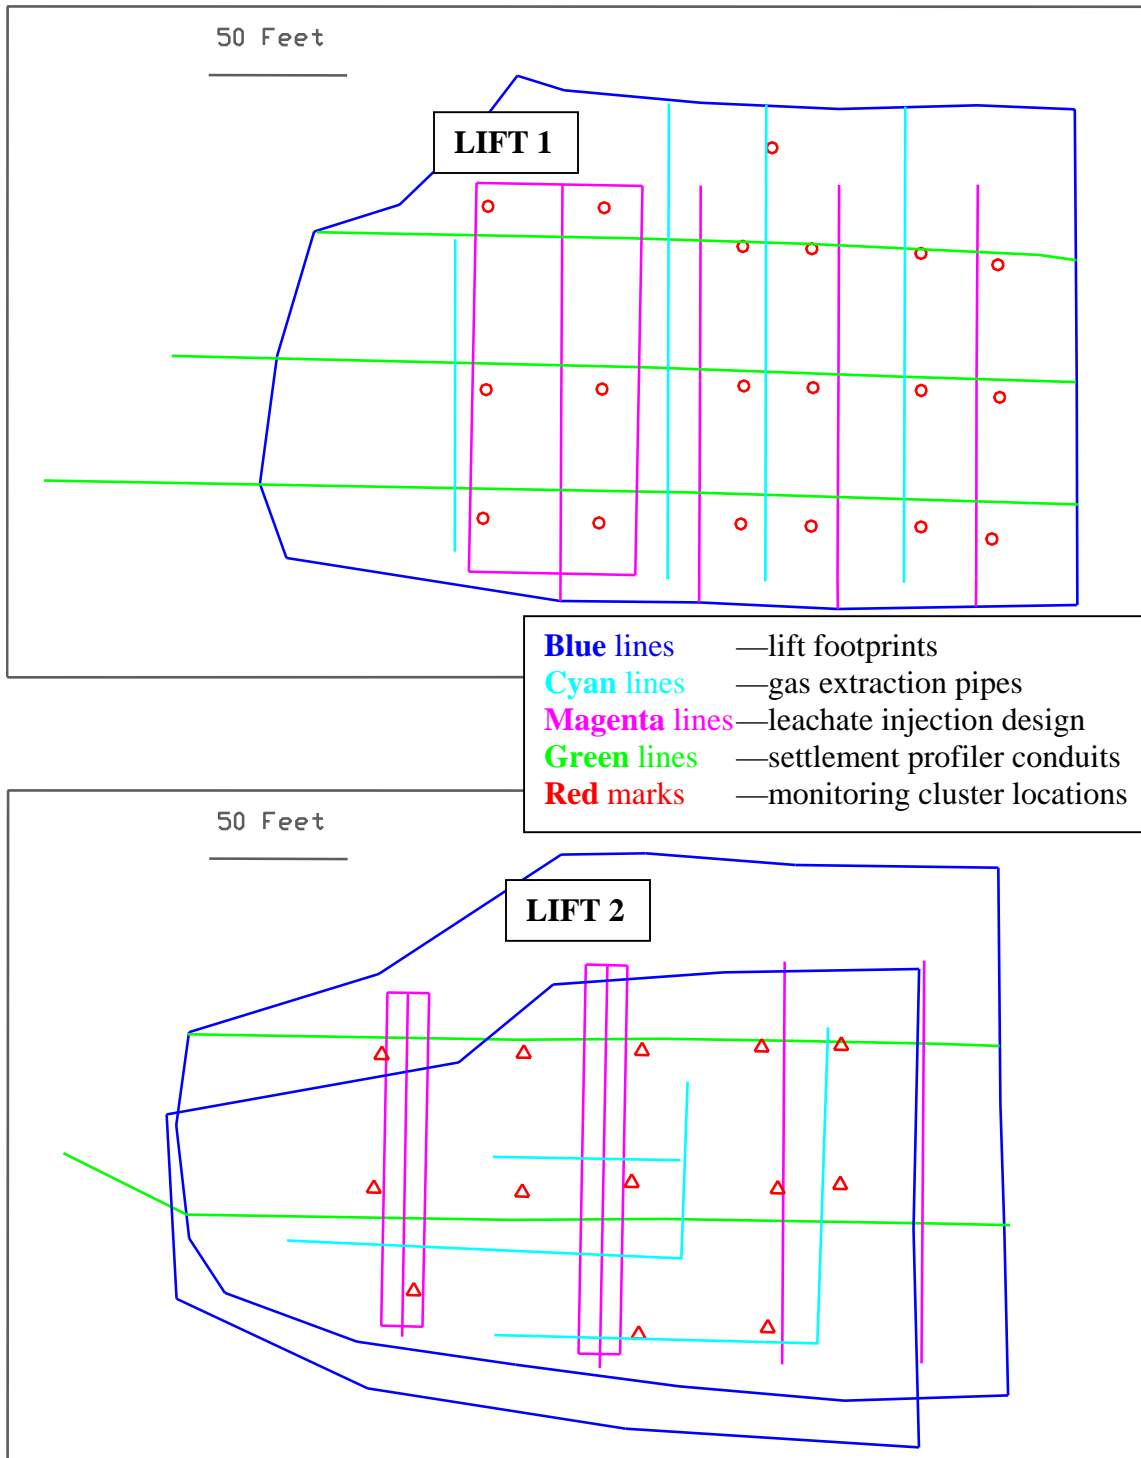 50 Feet
LIFT 1
Blue lines —lift footprints
Cyan lines —gas extraction pipes
Magenta lines—leachate injection design
Green lines —settlement profiler conduits
Red marks —monitoring cluster locations
50 Feet
LIFT 2